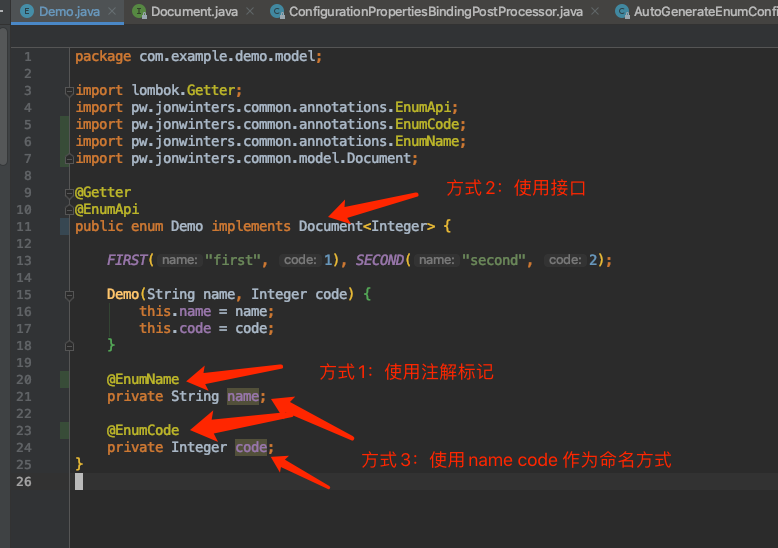 Demo.java × Document.java × ConfigurationPropertiesBindingPostProcessor.java × AutoGenerateEnumConfi
1 package com.example.demo.model;
2
3 import lombok.Getter;
4 import pw.jonwinters.common.annotations.EnumApi;
5 import pw.jonwinters.common.annotations.EnumCode;
6 import pw.jonwinters.common.annotations.EnumName;
7 import pw.jonwinters.common.model.Document;
8
方式2：使用接口
9 @Getter
10 @EnumApi
11 public enum Demo implements Document<Integer> {
12
13 FIRST( name: "first", code: 1), SECOND( name: "second", code: 2);
14
15 Demo(String name, Integer code) {
16 this.name = name;
17 this.code = code;
18 }
19
方式1：使用注解标记
20 @EnumName
21 private String name;
22
23 @EnumCode
24 private Integer code;
方式3：使用name code 作为命名方式
25 }
26